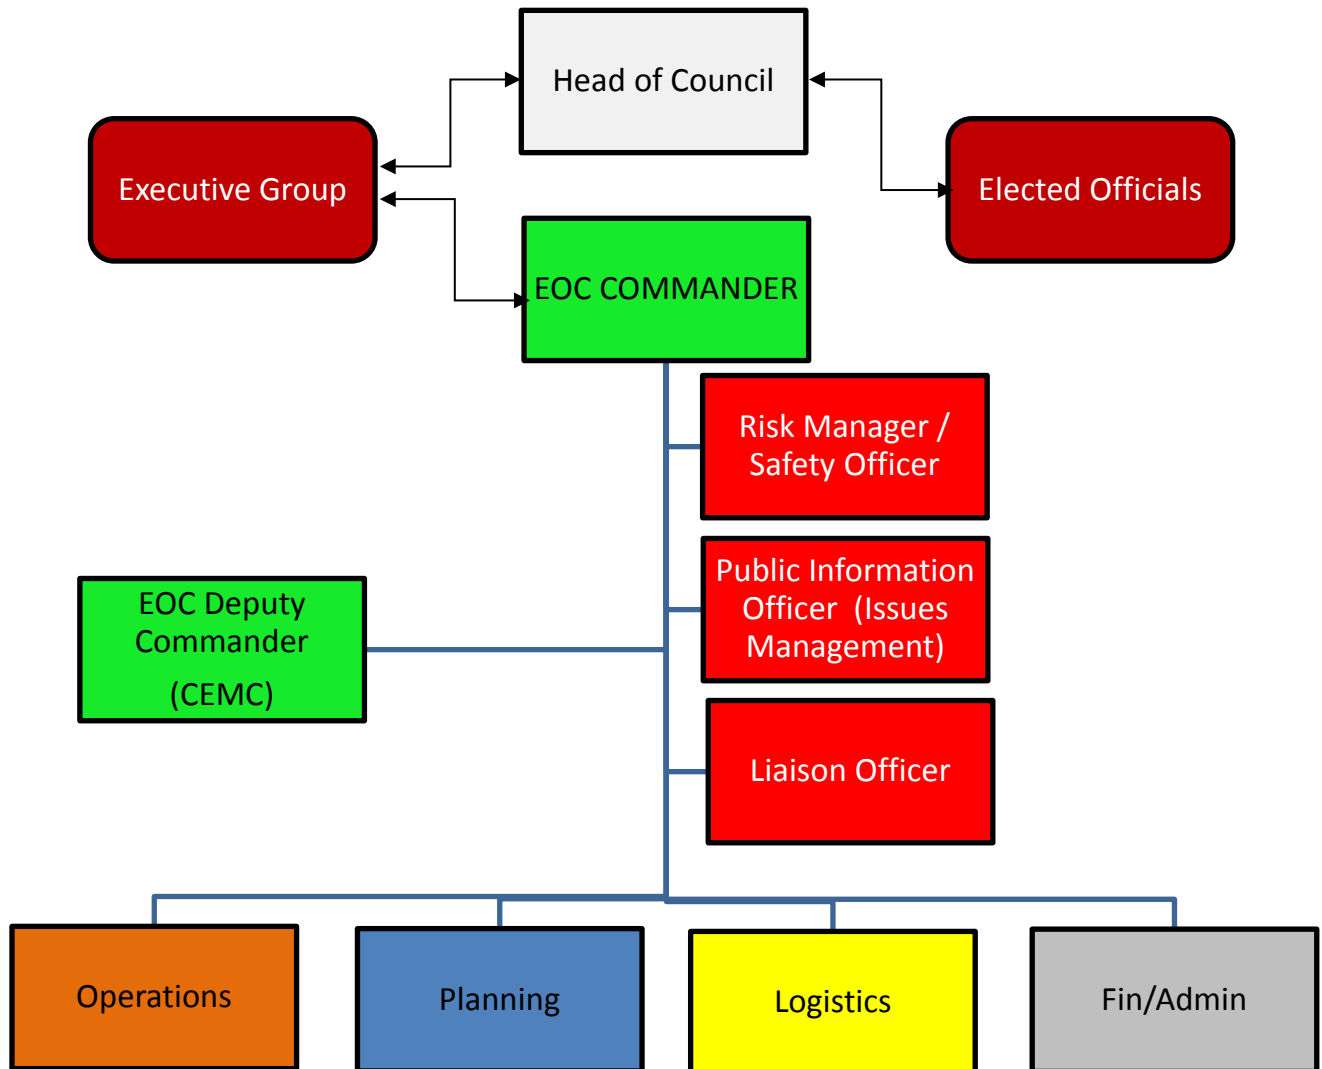 Head of Council
Executive Group
Elected Officials
EOC COMMANDER
Risk Manager /
Safety Officer
Public Information
Officer  (Issues
Management)
EOC Deputy
Commander
(CEMC)
Liaison Officer
Operations
Planning
Logistics
Fin/Admin